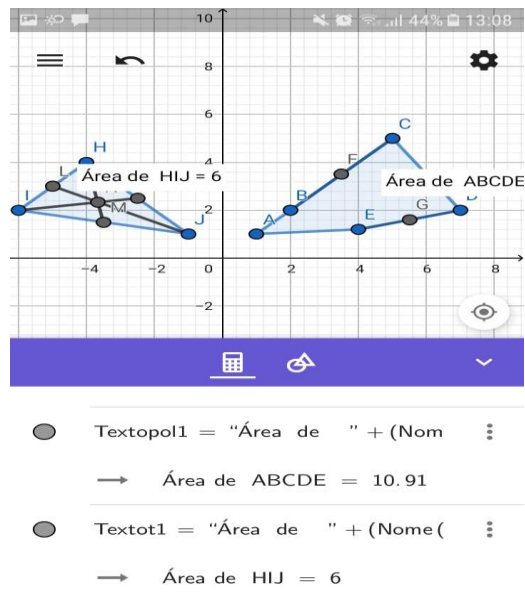 10 44% 13:08
8
6
C
H
4
F
L Área de HIJ = 6 Área de ABCDE
I B D
2
M G
J A E
-4 -2 0 2 4 6 8
-2
Textopol1 = “Área de ” + (Nom
→ Área de ABCDE = 10.91
Textot1 = “Área de ” + (Nome(
→ Área de HIJ = 6